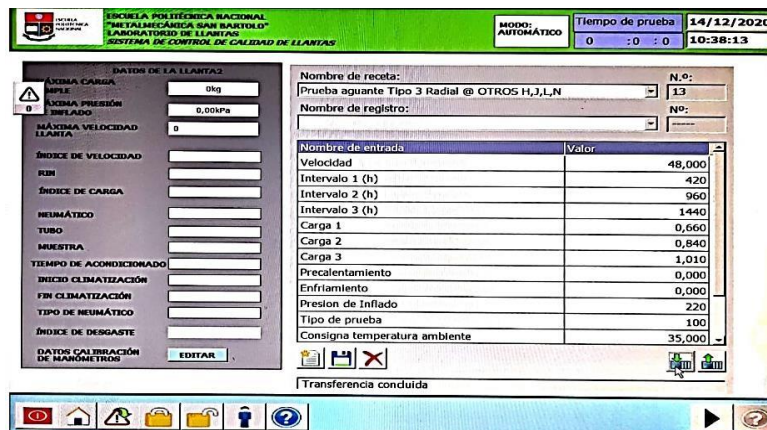 ESCUELA POLITÉCNICA NACIONAL
ESCUELA POLITÉCNICA NACIONAL
"METALMECÁNICA SAN BARTOLO"
LABORATORIO DE LLANTAS
SISTEMA DE CONTROL DE CALIDAD DE LLANTAS
MODO:
AUTOMÁTICO
Tiempo de prueba
0 :0 : 0
14/12/2020
10:38:13
DATOS DE LA LLANTA2
ÁXIMA CARGA
IMPLE
0kg
ÁXIMA PRESIÓN
INFLADO
0,00kPa
0
MÁXIMA VELOCIDAD
LLANTA
0
ÍNDICE DE VELOCIDAD
RIN
ÍNDICE DE CARGA
NEUMÁTICO
TUBO
MUESTRA
TIEMPO DE ACONDICIONADO
INICIO CLIMATIZACIÓN
FIN CLIMATIZACIÓN
TIPO DE NEUMÁTICO
ÍNDICE DE DESGASTE
DATOS CALIBRACIÓN
DE MANÓMETROS
EDITAR
Nombre de receta: N.º:
Prueba aguante Tipo 3 Radial @ OTROS H,J,L,N 13
Nombre de registro: Nº:
-----
Nombre de entrada Valor
Velocidad 48,000
Intervalo 1 (h) 420
Intervalo 2 (h) 960
Intervalo 3 (h) 1440
Carga 1 0,660
Carga 2 0,840
Carga 3 1,010
Precalentamiento 0,000
Enfriamiento 0,000
Presion de Inflado 220
Tipo de prueba 100
Consigna temperatura ambiente 35,000
Transferencia concluida